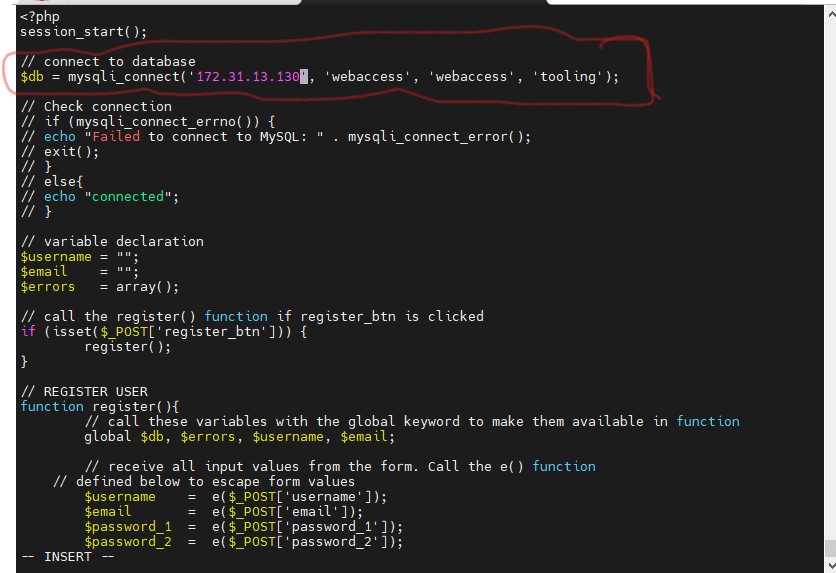 <?php
session_start();
// connect to database
$db = mysqli_connect('172.31.13.130', 'webaccess', 'webaccess', 'tooling');
// Check connection
// if (mysqli_connect_errno()) {
// echo "Failed to connect to MySQL: " . mysqli_connect_error();
// exit();
// }
// else{
// echo "connected";
// }
// variable declaration
$username = "";
$email    = "";
$errors   = array();
// call the register() function if register_btn is clicked
if (isset($_POST['register_btn'])) {
        register();
}
// REGISTER USER
function register(){
        // call these variables with the global keyword to make them available in function
        global $db, $errors, $username, $email;
        // receive all input values from the form. Call the e() function
    // defined below to escape form values
        $username    =  e($_POST['username']);
        $email       =  e($_POST['email']);
        $password_1  =  e($_POST['password_1']);
        $password_2  =  e($_POST['password_2']);
-- INSERT --